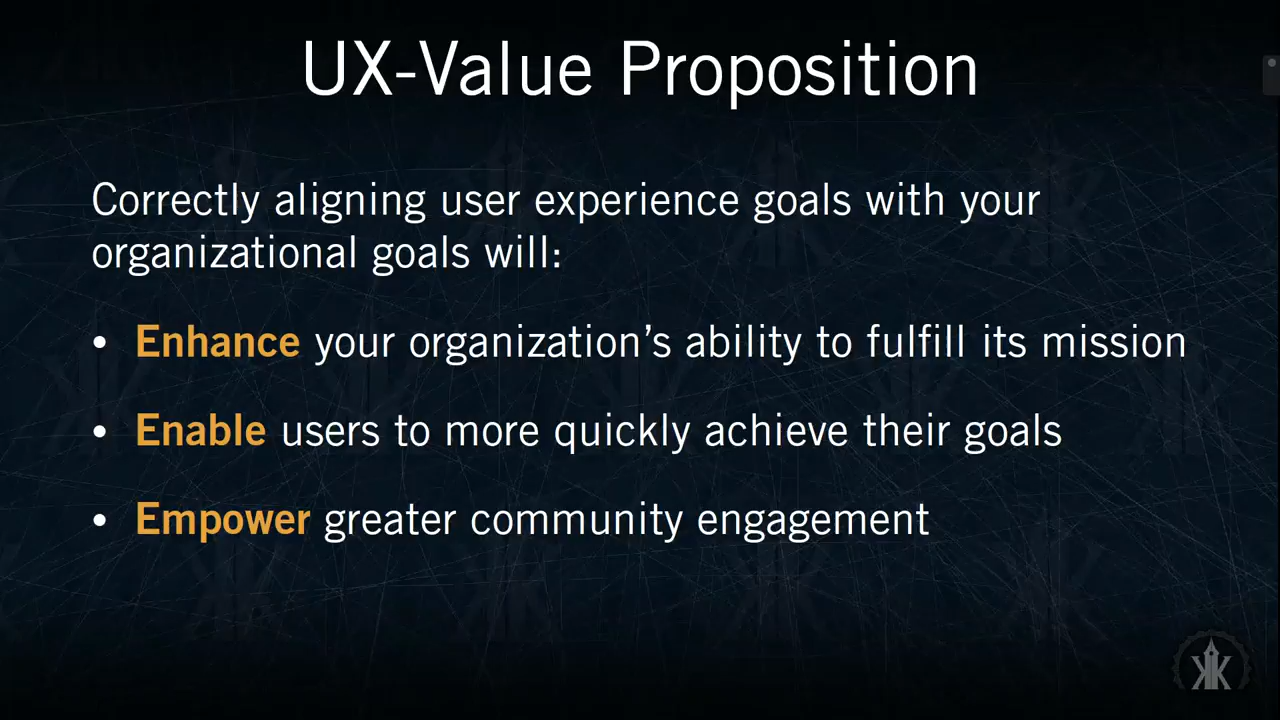 UX-Value Proposition
Correctly aligning user experience goals with your
organizational goals will:
• Enhance your organization’s ability to fulfill its mission
• Enable users to more quickly achieve their goals
• Empower greater community engagement